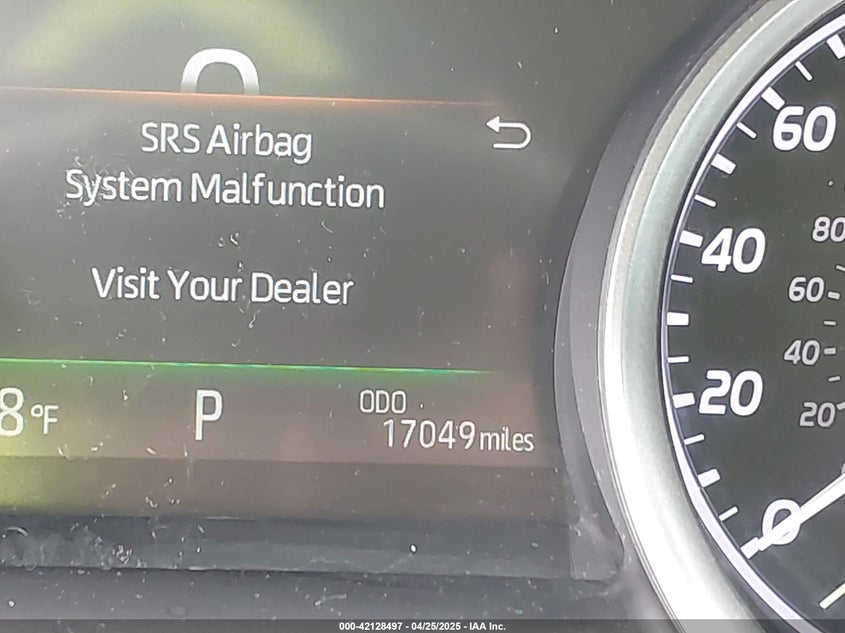 SRS Airbag
System Malfunction
Visit Your Dealer
8°F
P
ODO
17049 miles
60
40
20
0
80
60
40
20
000-42128497 - 04/25/2025 - IAA Inc.